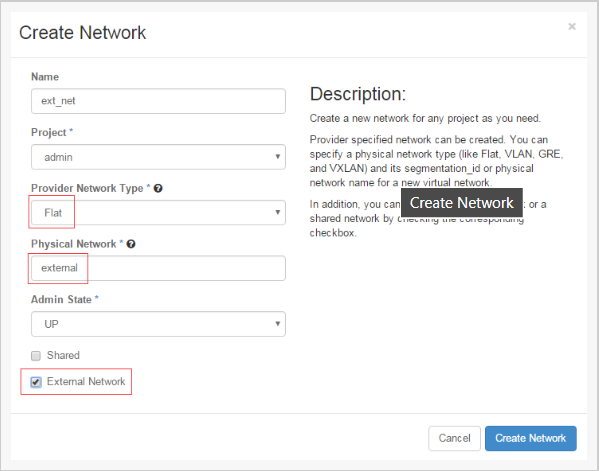 Create Network
×
Name
ext_net
Project *
admin
Provider Network Type *
Flat
Physical Network *
external
Admin State *
UP
Shared
External Network
Description:
Create a new network for any project as you need.
Provider specified network can be created. You can
specify a physical network type (like Flat, VLAN, GRE,
and VXLAN) and its segmentation_id or physical
network name for a new virtual network.
In addition, you can or a
shared network by checking the corresponding
checkbox.
Create Network
Cancel
Create Network